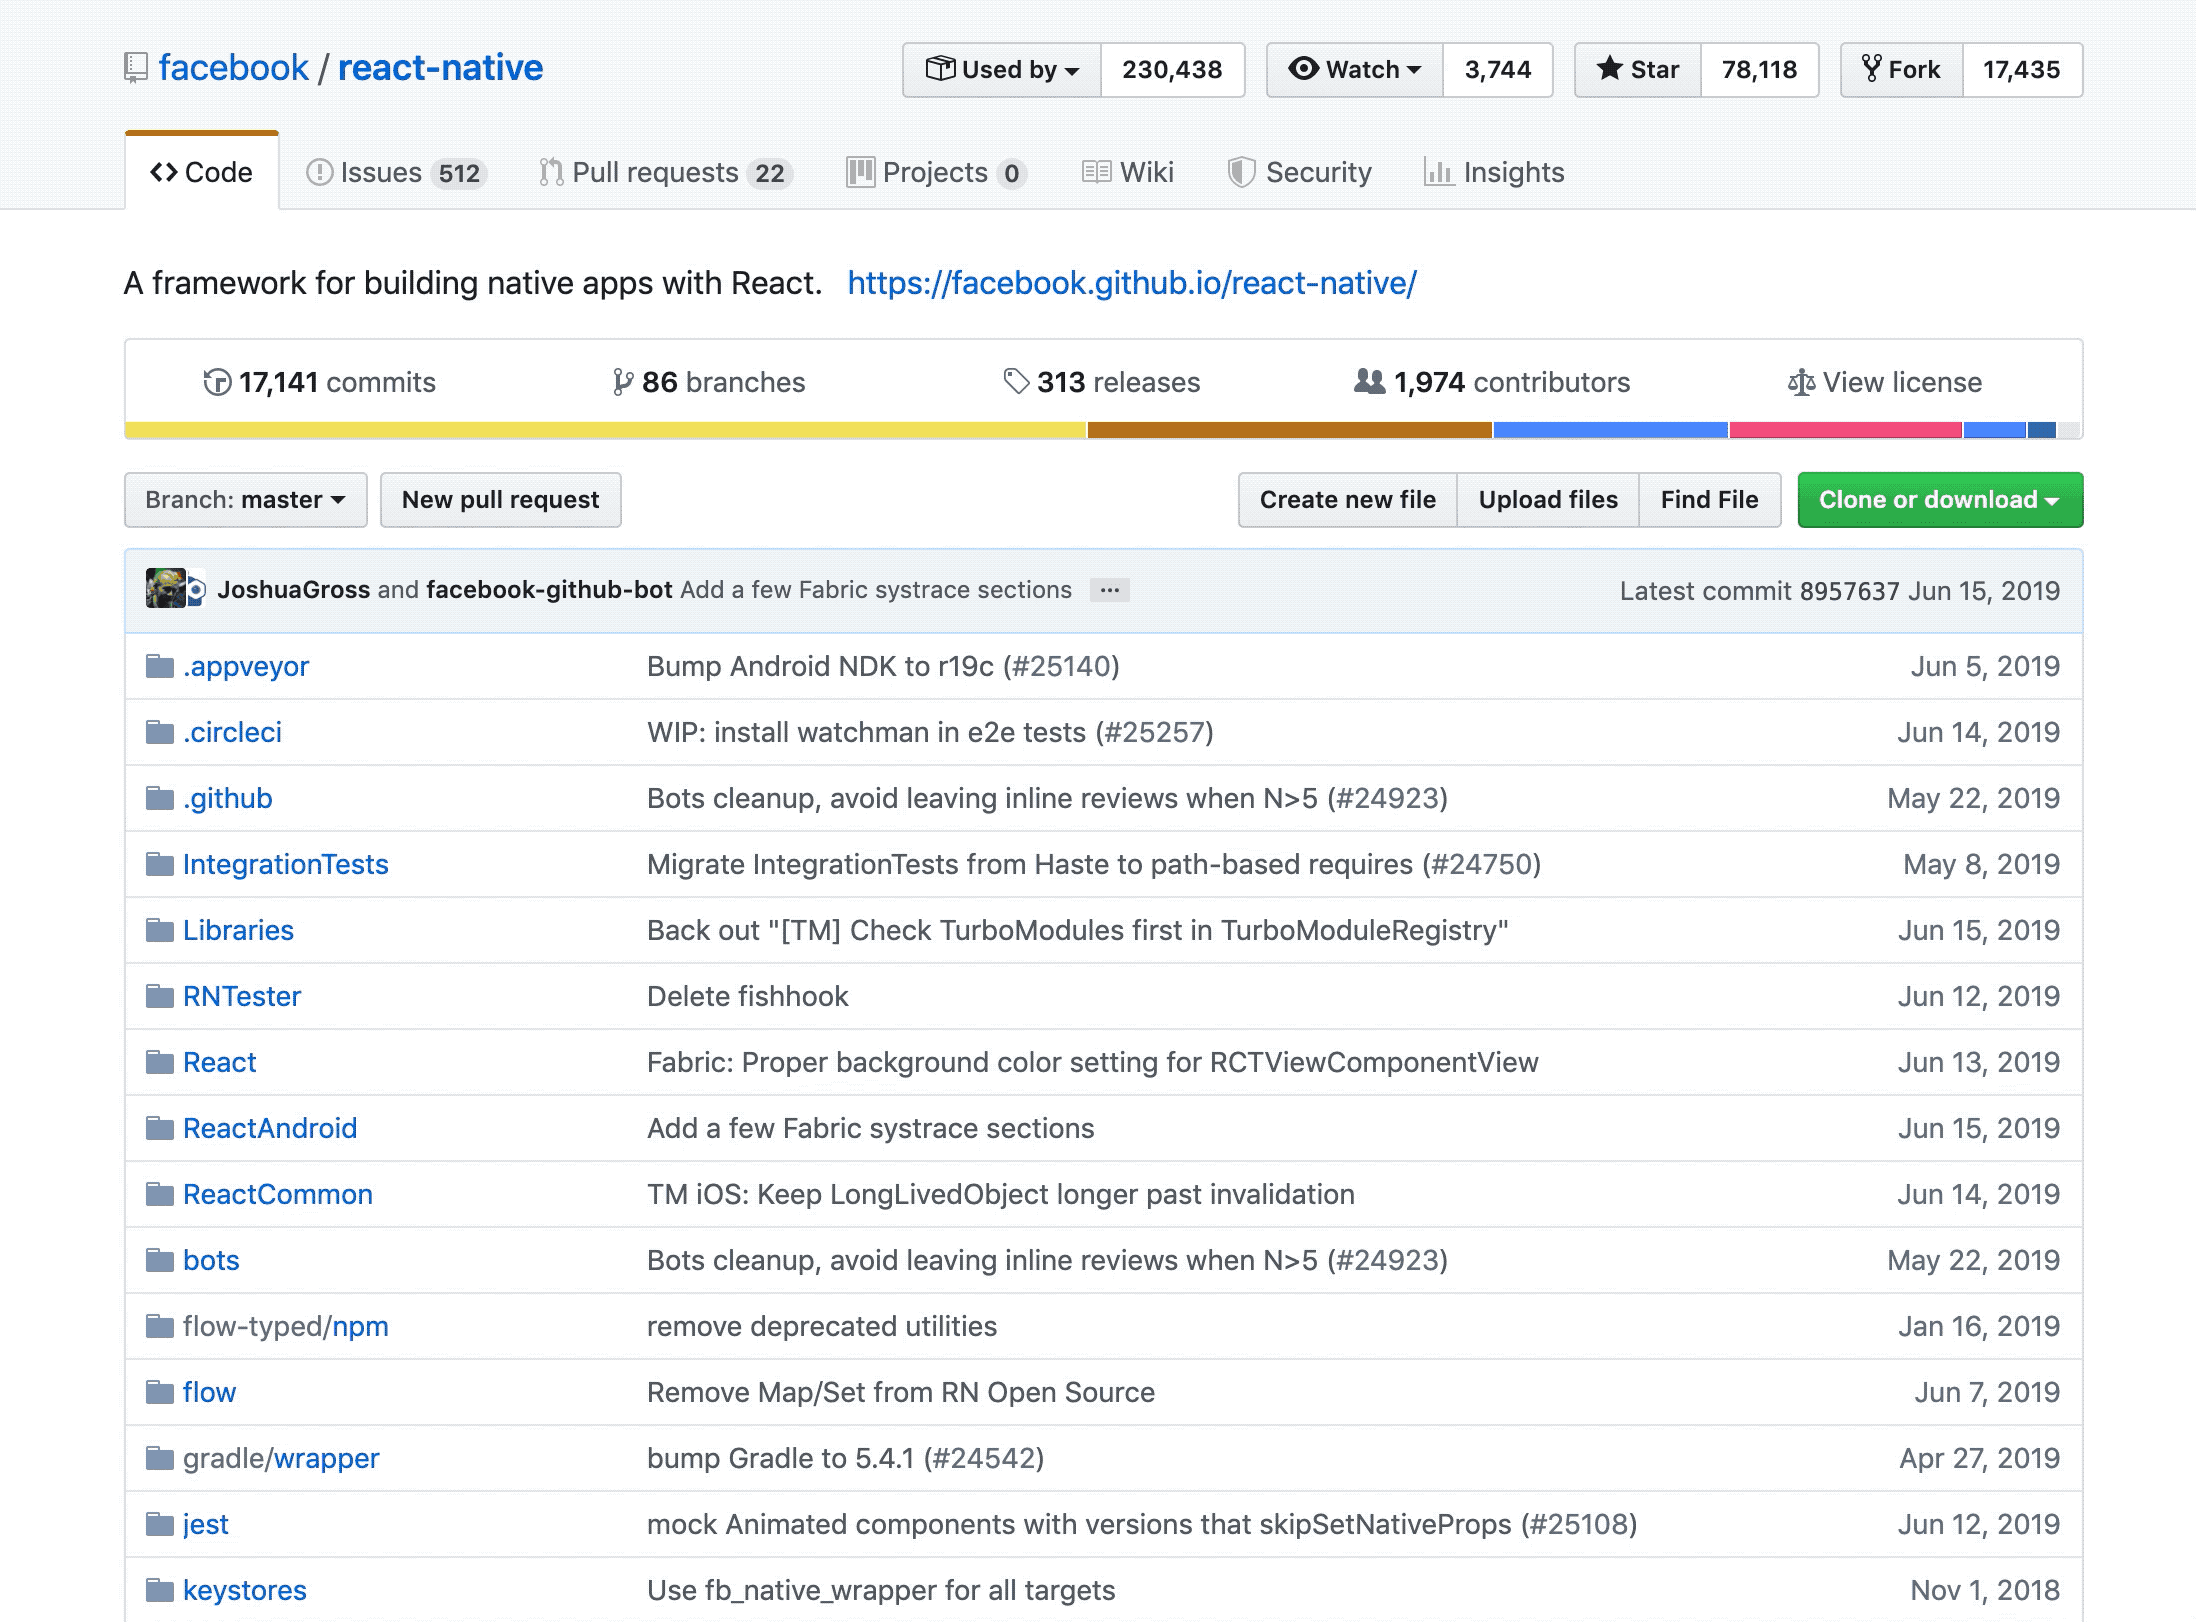 facebook / react-native
Used by 230,438 Watch 3,744 Star 78,118 Fork 17,435
Code Issues 512 Pull requests 22 Projects 0 Wiki Security Insights
A framework for building native apps with React. https://facebook.github.io/react-native/
17,141 commits 86 branches 313 releases 1,974 contributors View license
Branch: master New pull request Create new file Upload files Find File Clone or download
JoshuaGross and facebook-github-bot Add a few Fabric systrace sections ... Latest commit 8957637 Jun 15, 2019
.appveyor Bump Android NDK to r19c (#25140) Jun 5, 2019
.circleci WIP: install watchman in e2e tests (#25257) Jun 14, 2019
.github Bots cleanup, avoid leaving inline reviews when N>5 (#24923) May 22, 2019
IntegrationTests Migrate IntegrationTests from Haste to path-based requires (#24750) May 8, 2019
Libraries Back out "[TM] Check TurboModules first in TurboModuleRegistry" Jun 15, 2019
RNTester Delete fishhook Jun 12, 2019
React Fabric: Proper background color setting for RCTViewComponentView Jun 13, 2019
ReactAndroid Add a few Fabric systrace sections Jun 15, 2019
ReactCommon TM iOS: Keep LongLivedObject longer past invalidation Jun 14, 2019
bots Bots cleanup, avoid leaving inline reviews when N>5 (#24923) May 22, 2019
flow-typed/npm remove deprecated utilities Jan 16, 2019
flow Remove Map/Set from RN Open Source Jun 7, 2019
gradle/wrapper bump Gradle to 5.4.1 (#24542) Apr 27, 2019
jest mock Animated components with versions that skipSetNativeProps (#25108) Jun 12, 2019
keystores Use fb_native_wrapper for all targets Nov 1, 2018